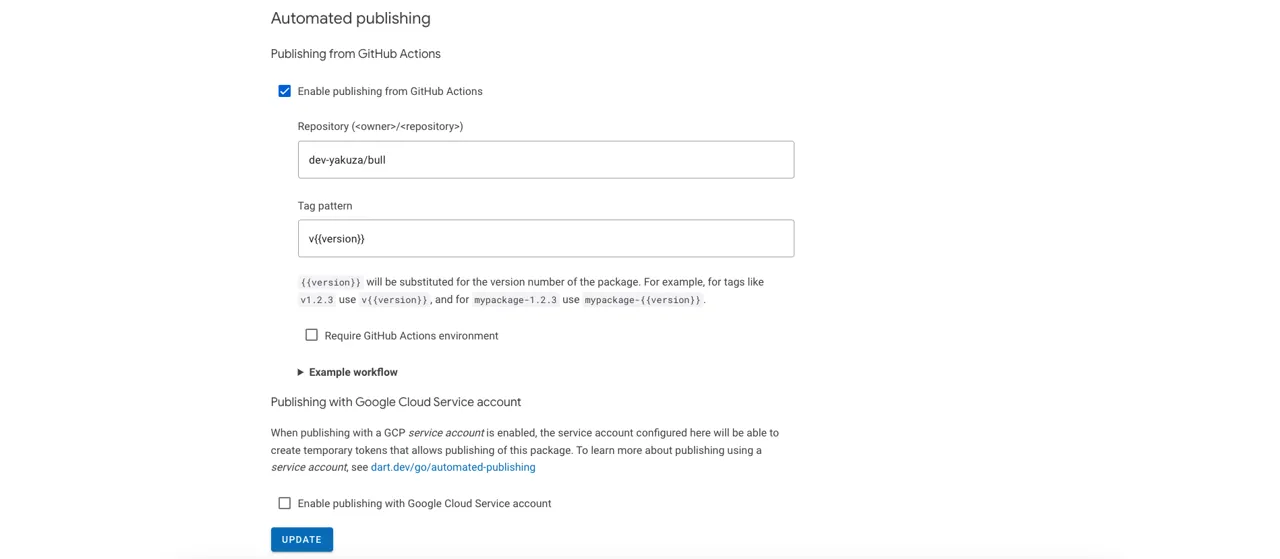 Automated publishing
Publishing from GitHub Actions
Enable publishing from GitHub Actions
Repository (<owner>/<repository>)
dev-yakuza/bull
Tag pattern
v{{version}}
{{version}} will be substituted for the version number of the package. For example, for tags like
v1.2.3 use v{{version}}, and for mypackage-1.2.3 use mypackage-{{version}}.
Require GitHub Actions environment
Example workflow
Publishing with Google Cloud Service account
When publishing with a GCP service account is enabled, the service account configured here will be able to
create temporary tokens that allows publishing of this package. To learn more about publishing using a
service account, see dart.dev/go/automated-publishing
Enable publishing with Google Cloud Service account
UPDATE